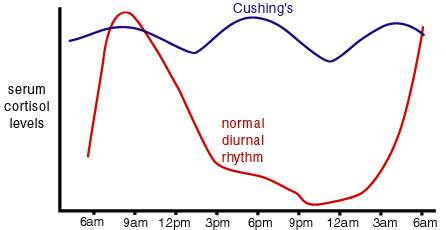 Cushing's
serum
cortisol
levels
normal
diurnal
rhythm
6am 9am 12pm 3pm 6pm 9pm 12am 3am 6am